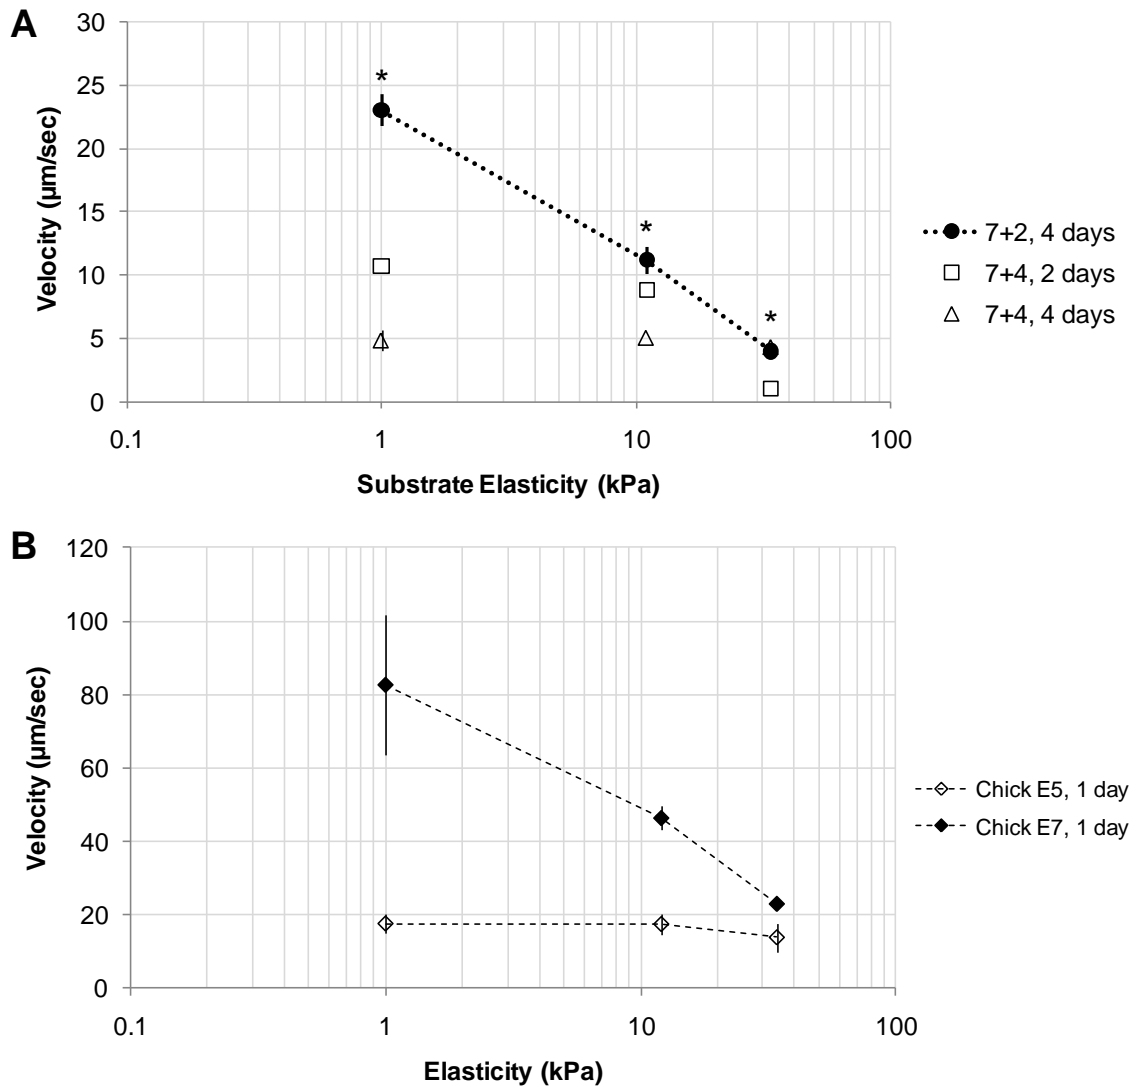 A
30
25
20
15
10
5
0
Velocity (µm/sec)
*
*
*
0.1
1
10
100
Substrate Elasticity (kPa)
7+2, 4 days
7+4, 2 days
7+4, 4 days
B
120
100
80
60
40
20
0
Velocity (µm/sec)
0.1
1
10
100
Elasticity (kPa)
Chick E5, 1 day
Chick E7, 1 day